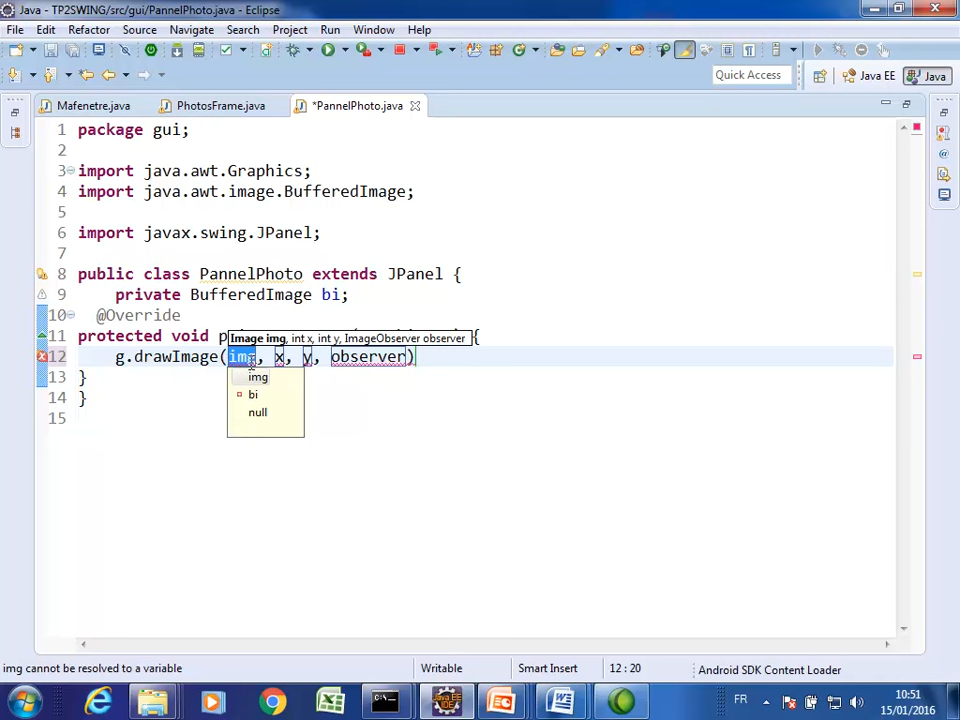 Java - TP2SWING/src/gui/PannelPhoto.java - Eclipse
File Edit Refactor Source Navigate Search Project Run Window Help
Quick Access Java EE Java
Mafenetre.java PhotosFrame.java *PannelPhoto.java
1 package gui;
2
3 import java.awt.Graphics;
4 import java.awt.image.BufferedImage;
5
6 import javax.swing.JPanel;
7
8 public class PannelPhoto extends JPanel {
9 private BufferedImage bi;
10 @Override
11 protected void p {
Image img, int x, int y, ImageObserver observer
12 g.drawImage(img, x, y, observer)
img
13 }
bi
14 }
null
15
img cannot be resolved to a variable Writable Smart Insert 12 : 20 Android SDK Content Loader
FR 10:51
15/01/2016